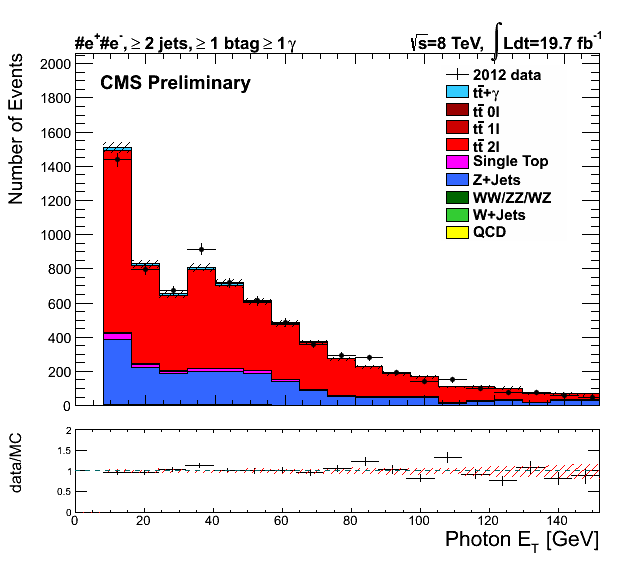 #e⁺#e⁻, ≥ 2 jets, ≥ 1 btag ≥ 1γ
√s=8 TeV, ∫Ldt=19.7 fb⁻¹
Number of Events
CMS Preliminary
2012 data
tt̄+γ
tt̄ 0l
tt̄ 1l
tt̄ 2l
Single Top
Z+Jets
WW/ZZ/WZ
W+Jets
QCD
2000
1800
1600
1400
1200
1000
800
600
400
200
0
data/MC
2
1.5
1
0.5
0
0 20 40 60 80 100 120 140
Photon E_T [GeV]